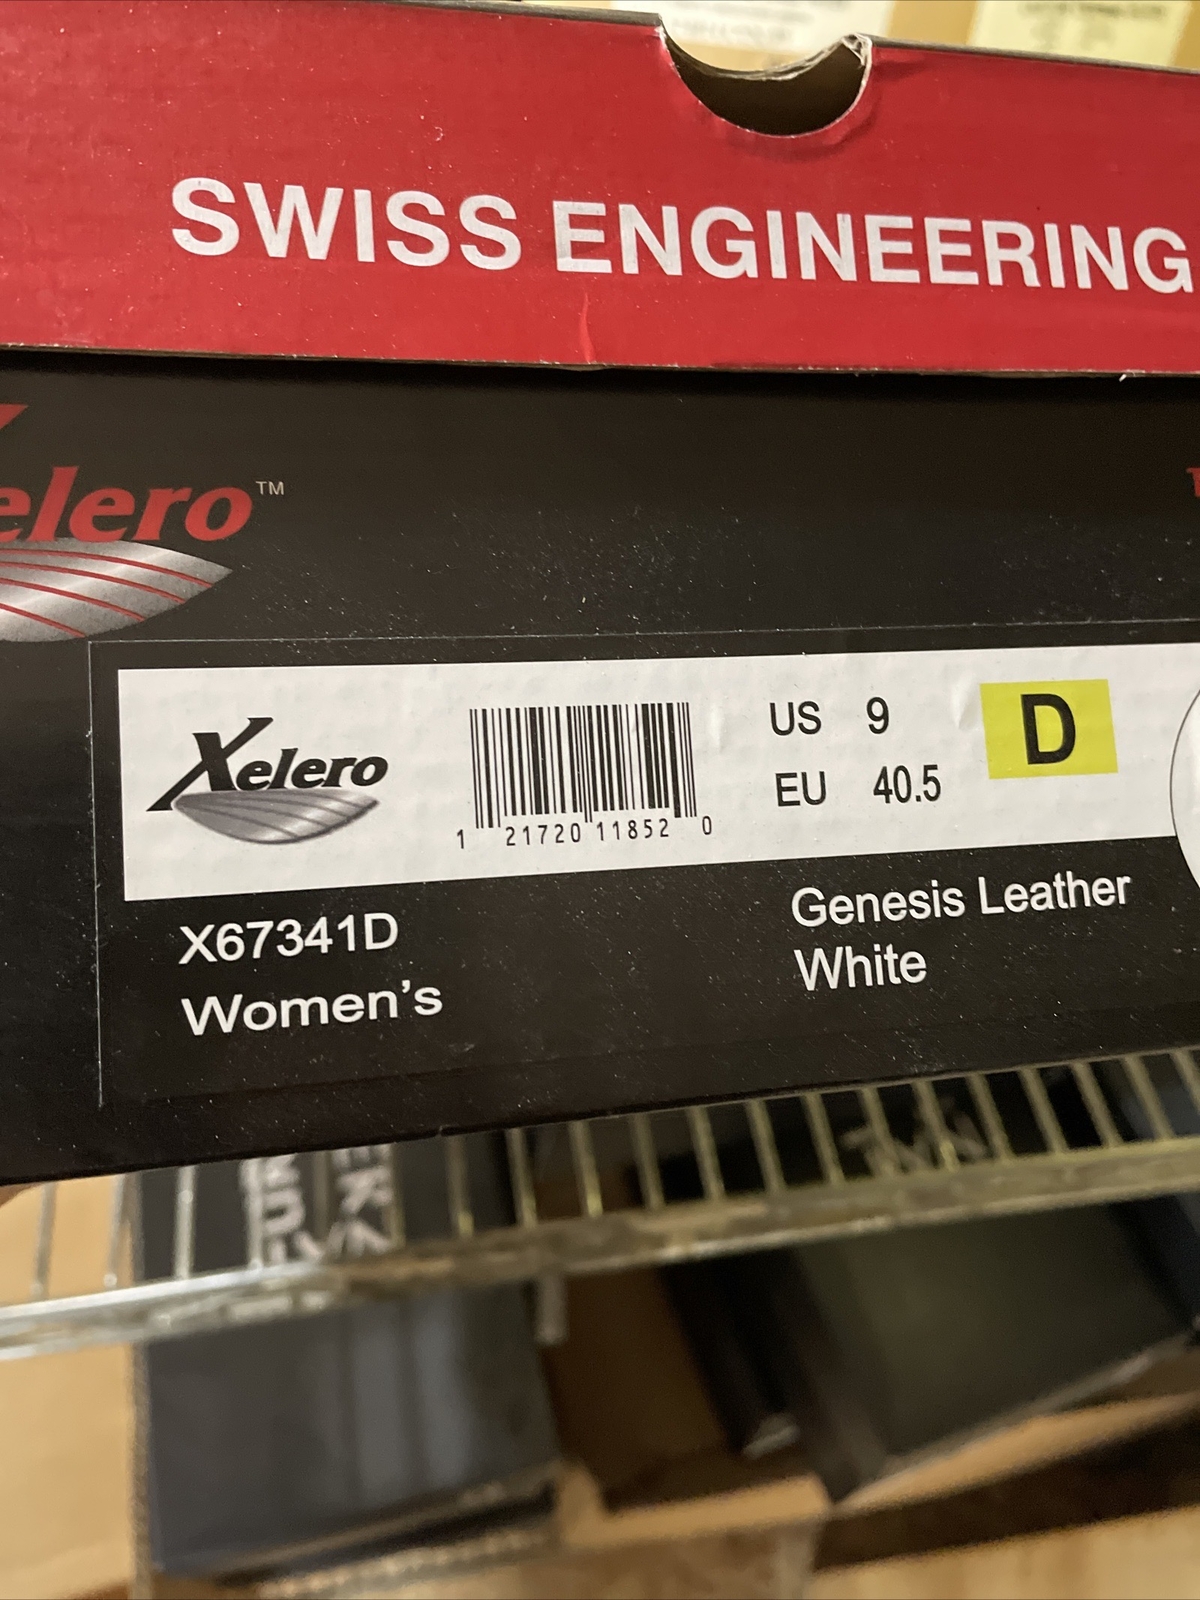 SWISS ENGINEERING
elero™
Xelero
US 9
D
EU 40.5
1 21720 11852 0
X67341D
Women's
Genesis Leather
White